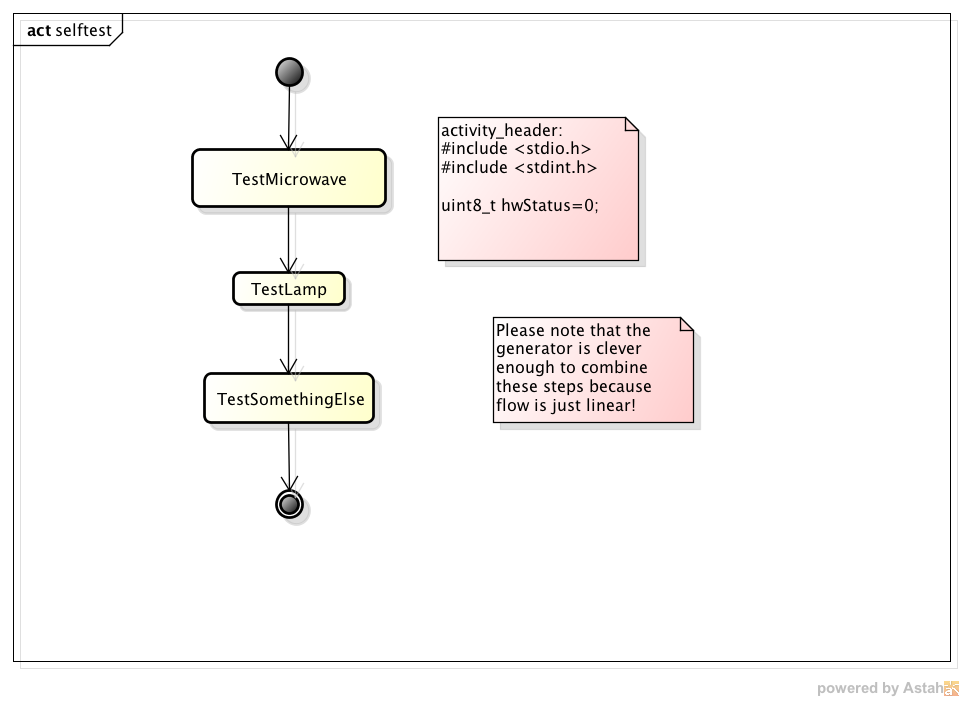 act selftest
TestMicrowave
TestLamp
TestSomethingElse
activity_header:
#include <stdio.h>
#include <stdint.h>
uint8_t hwStatus=0;
Please note that the
generator is clever
enough to combine
these steps because
flow is just linear!
powered by Astah